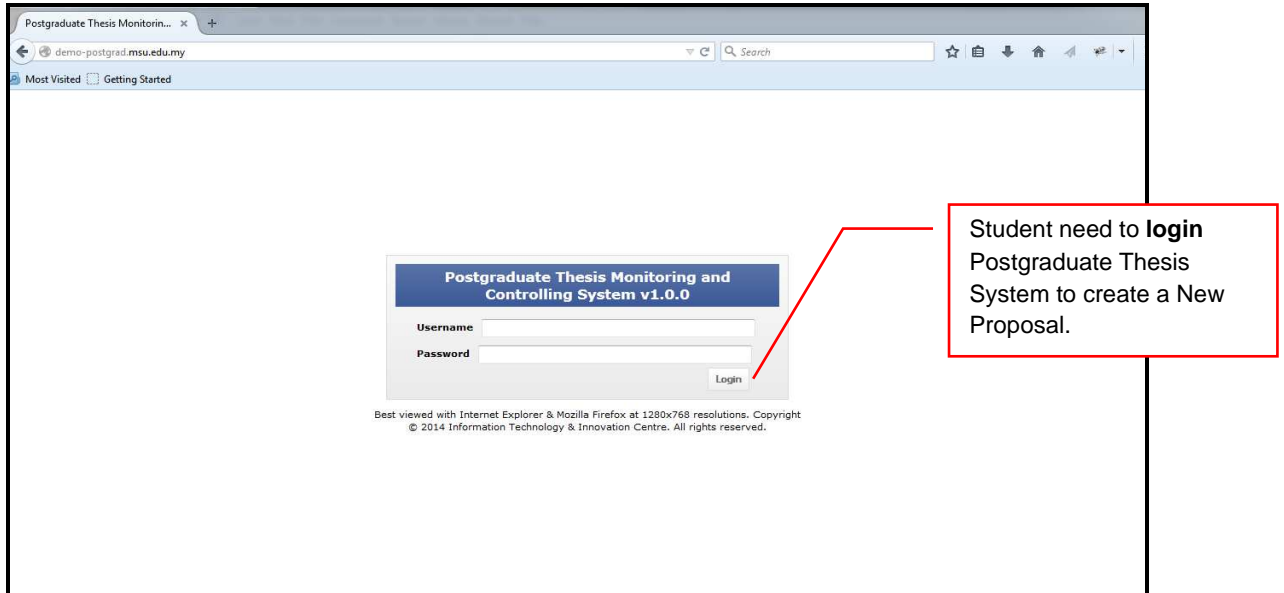 Postgraduate Thesis Monitorin...
demo-postgrad.msu.edu.my
Search
Most Visited Getting Started
Student need to login
Postgraduate Thesis
System to create a New
Proposal.
Postgraduate Thesis Monitoring and
Controlling System v1.0.0
Username
Password
Login
Best viewed with Internet Explorer & Mozilla Firefox at 1280x768 resolutions. Copyright
© 2014 Information Technology & Innovation Centre. All rights reserved.